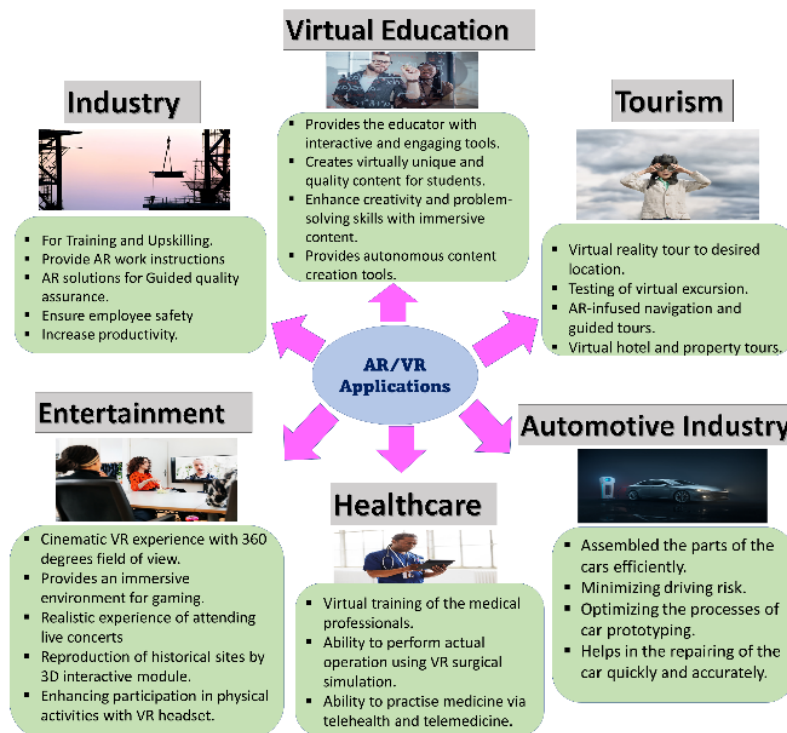 Virtual Education
Provides the educator with
interactive and engaging tools.
Creates virtually unique and
quality content for students.
Enhance creativity and problem-
solving skills with immersive
content.
Provides autonomous content
creation tools.
Industry
For Training and Upskilling.
Provide AR work instructions
AR solutions for Guided quality
assurance.
Ensure employee safety
Increase productivity.
Tourism
Virtual reality tour to desired
location.
Testing of virtual excursion.
AR-infused navigation and
guided tours.
Virtual hotel and property tours.
AR/VR
Applications
Entertainment
Cinematic VR experience with 360
degrees field of view.
Provides an immersive
environment for gaming.
Realistic experience of attending
live concerts
Reproduction of historical sites by
3D interactive module.
Enhancing participation in physical
activities with VR headset.
Healthcare
Virtual training of the medical
professionals.
Ability to perform actual
operation using VR surgical
simulation.
Ability to practise medicine via
telehealth and telemedicine.
Automotive Industry
Assembled the parts of the
cars efficiently.
Minimizing driving risk.
Optimizing the processes of
car prototyping.
Helps in the repairing of the
car quickly and accurately.